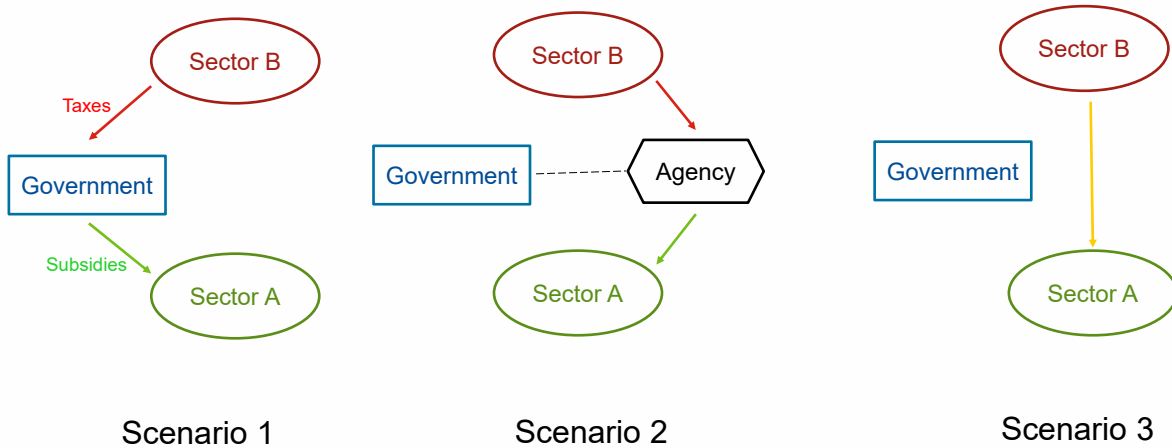 Sector B
Taxes
Government
Subsidies
Sector A
Scenario 1
Sector B
Government
Agency
Sector A
Scenario 2
Sector B
Government
Sector A
Scenario 3